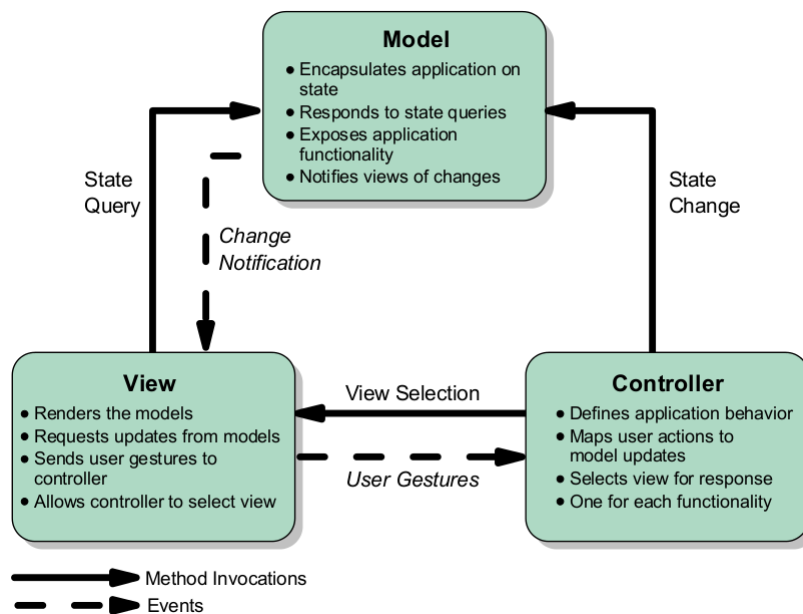 Model
● Encapsulates application on
state
● Responds to state queries
● Exposes application
functionality
● Notifies views of changes
State
Query
Change
Notification
State
Change
View
● Renders the models
● Requests updates from models
● Sends user gestures to
controller
● Allows controller to select view
View Selection
User Gestures
Controller
● Defines application behavior
● Maps user actions to
model updates
● Selects view for response
● One for each functionality
Method Invocations
Events